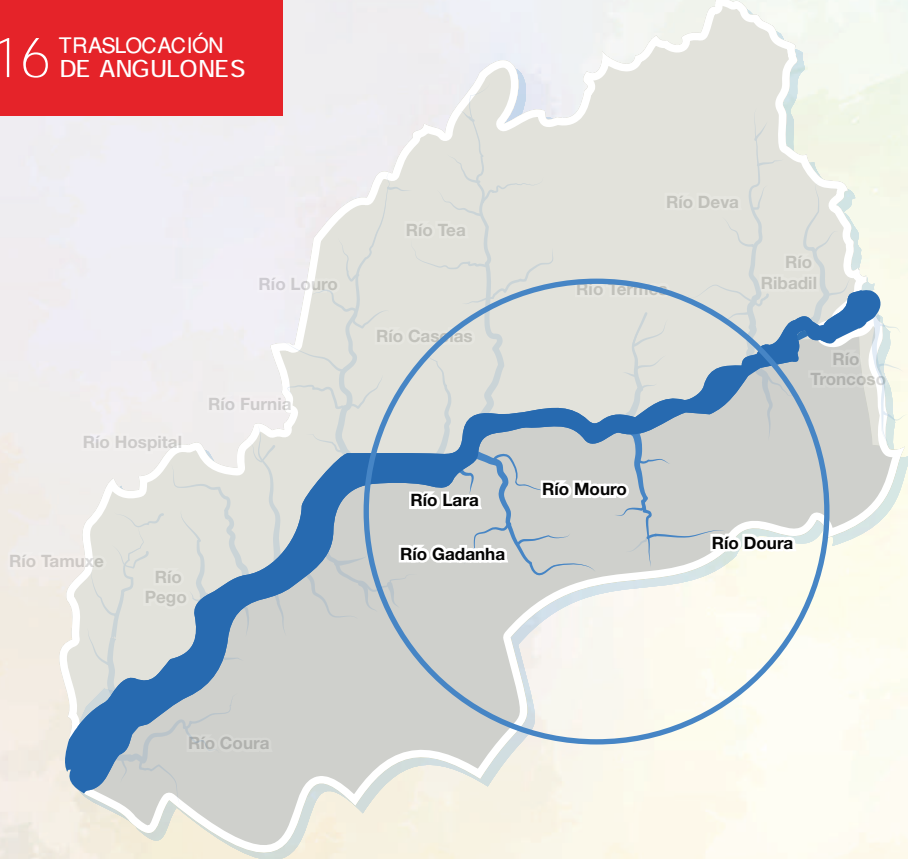 16 TRASLOCACIÓN
DE ANGULONES
Río Deva
Río Tea
Río
Ribadil
Río Louro
Río Termes
Río Caselas
Río
Troncoso
Río Furnia
Río Hospital
Río Lara
Río Mouro
Río Gadanha
Río Doura
Río Tamuxe
Río
Pego
Río Coura